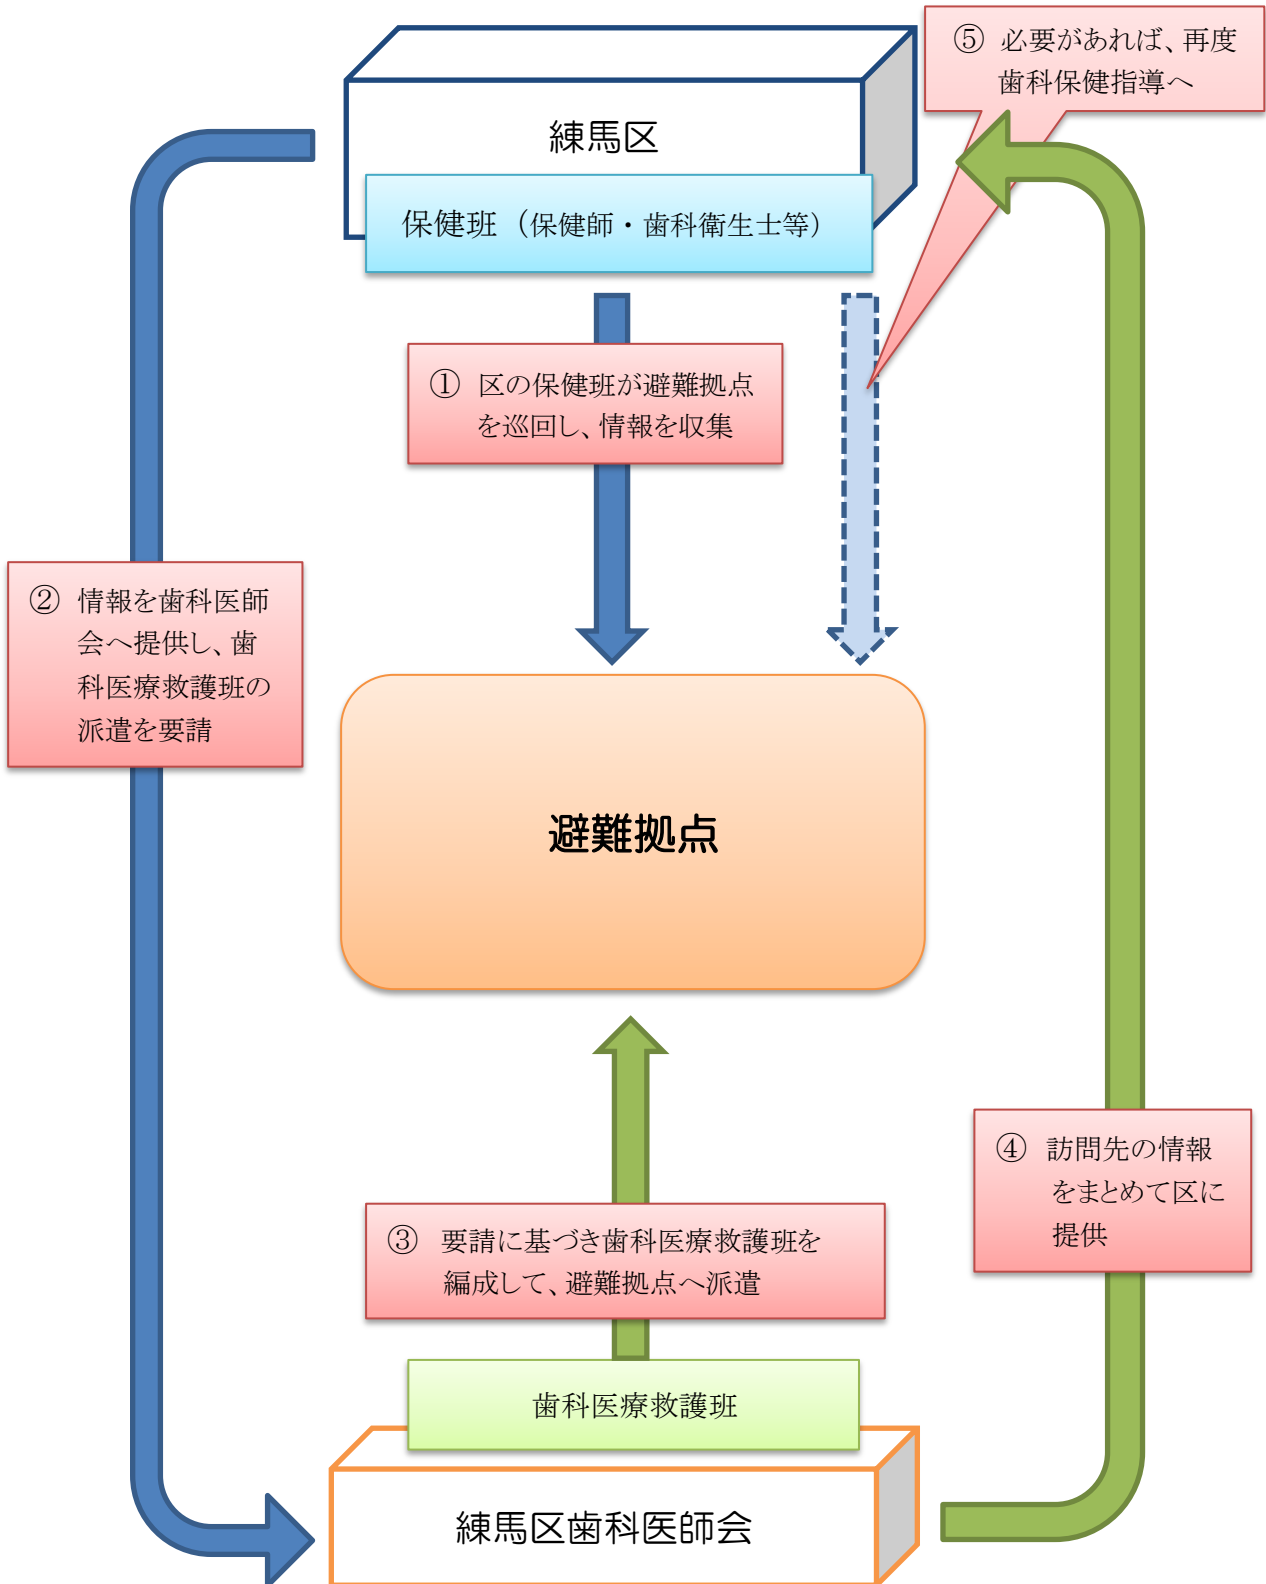 ⑤ 必要があれば、再度
歯科保健指導へ
練馬区
保健班（保健師・歯科衛生士等）
① 区の保健班が避難拠点
を巡回し、情報を収集
② 情報を歯科医師
会へ提供し、歯
科医療救護班の
派遣を要請
避難拠点
④ 訪問先の情報
をまとめて区に
提供
③ 要請に基づき歯科医療救護班を
編成して、避難拠点へ派遣
歯科医療救護班
練馬区歯科医師会